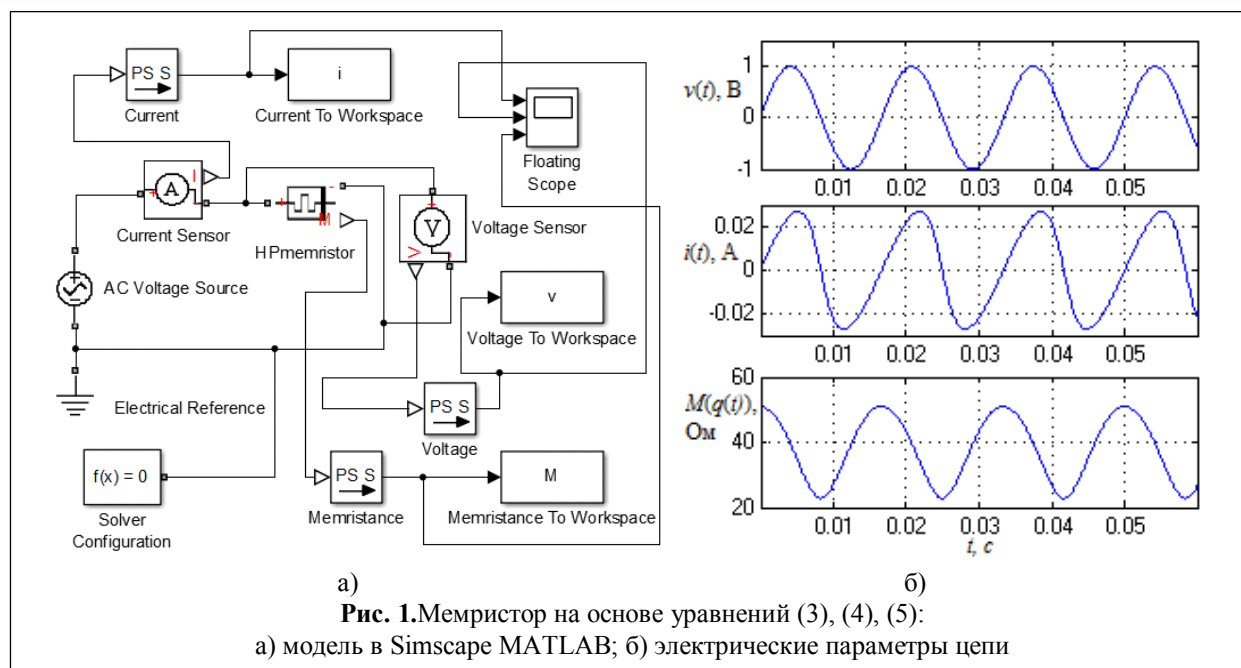 PS S
Current
i
Current To Workspace
Floating
Scope
+
A
I
-
Current Sensor
+
-
M
HPmemristor
+
V
V
-
Voltage Sensor
AC Voltage Source
v
Voltage To Workspace
Electrical Reference
PS S
Voltage
f(x) = 0
Solver
Configuration
PS S
Memristance
M
Memristance To Workspace
1
v(t), В
0
-1
0.01 0.02 0.03 0.04 0.05
0.02
i(t), А
0
-0.02
0.01 0.02 0.03 0.04 0.05
60
M(q(t)),
Ом
40
20
0.01 0.02 0.03 0.04 0.05
t, с
а) б)
Рис. 1.Мемристор на основе уравнений (3), (4), (5):
а) модель в Simscape MATLAB; б) электрические параметры цепи